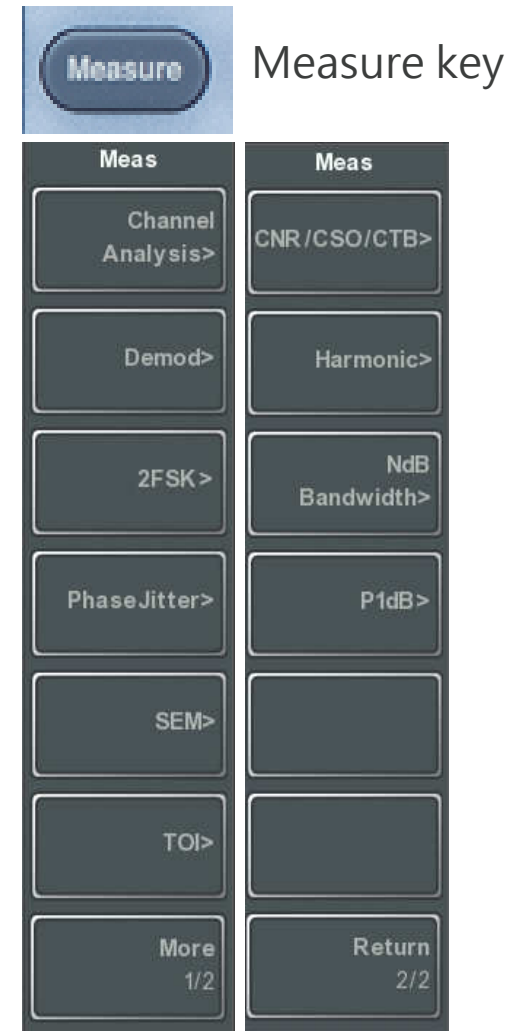 Measure
Measure key
Meas
Channel
Analysis>
Demod>
2FSK>
PhaseJitter>
SEM>
TOI>
More
1/2
Meas
CNR/CSO/CTB>
Harmonic>
NdB
Bandwidth>
P1dB>
Return
2/2